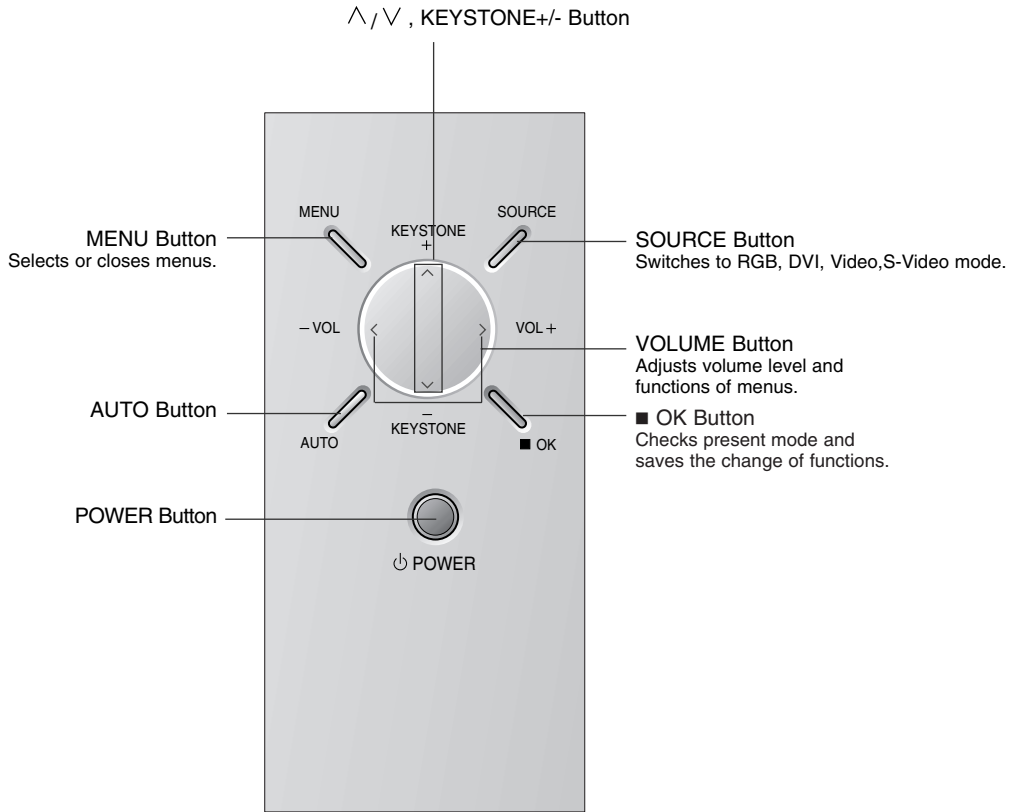 ∧/∨ , KEYSTONE+/- Button
MENU
SOURCE
KEYSTONE
+
MENU Button
Selects or closes menus.
SOURCE Button
Switches to RGB, DVI, Video,S-Video mode.
− VOL
VOL +
VOLUME Button
Adjusts volume level and
functions of menus.
AUTO Button
−
KEYSTONE
AUTO
■ OK
■ OK Button
Checks present mode and
saves the change of functions.
POWER Button
⏻ POWER